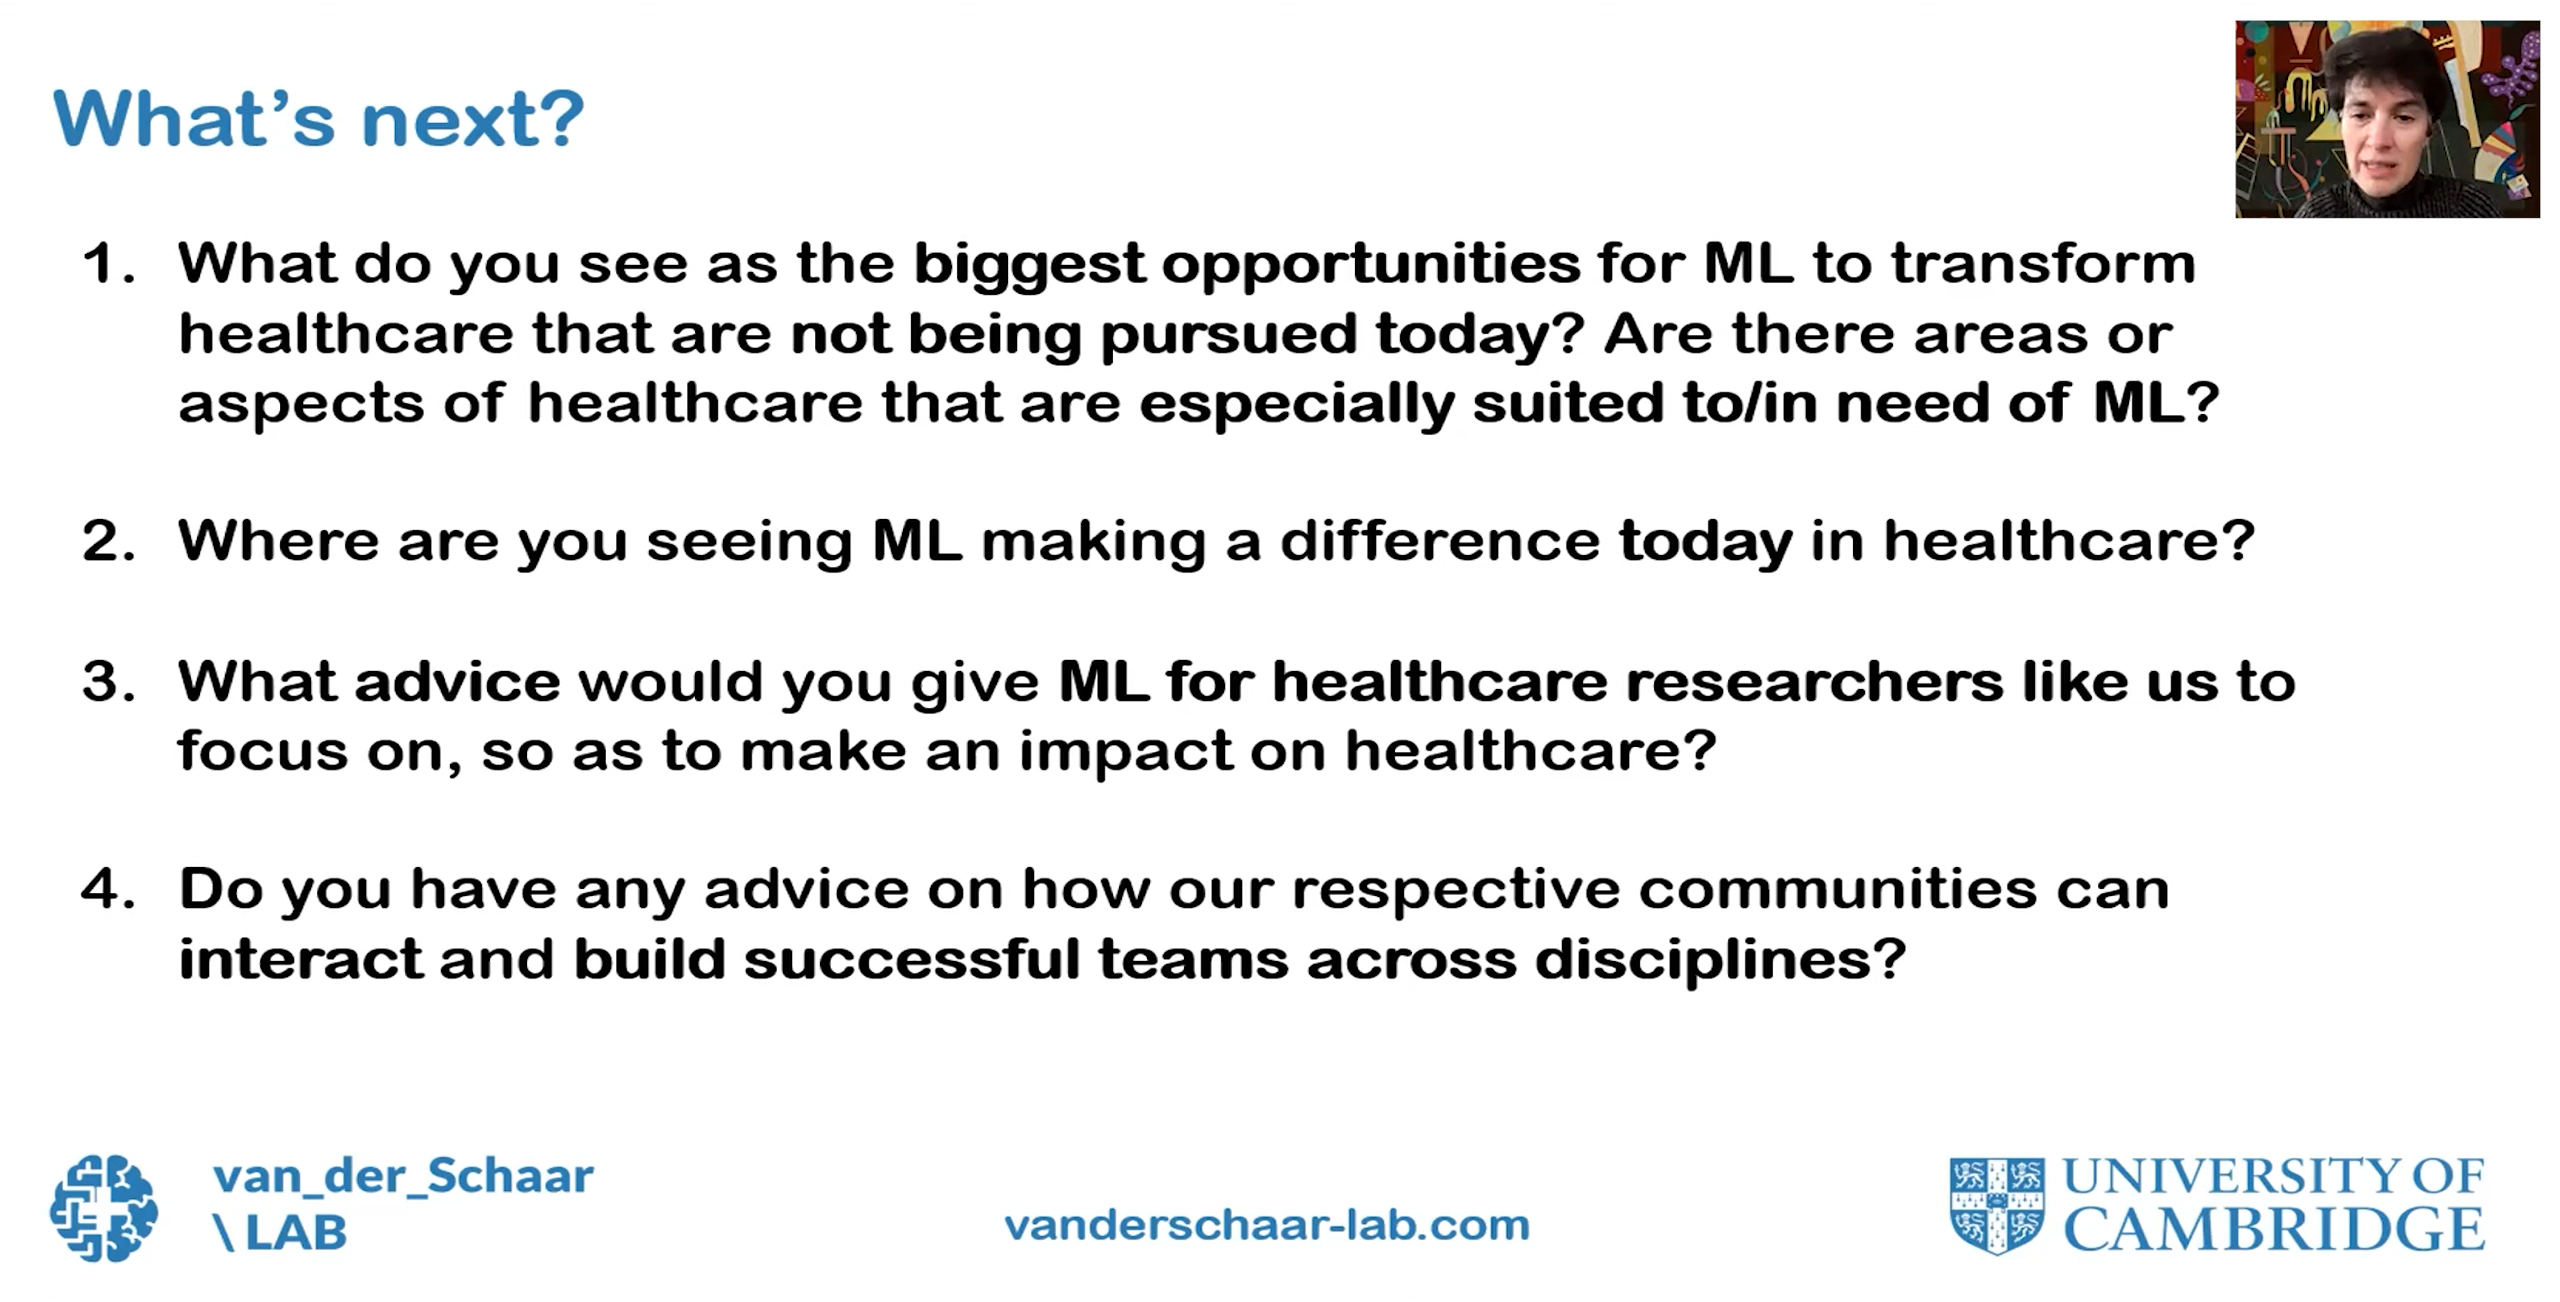 What's next?
1. What do you see as the biggest opportunities for ML to transform
healthcare that are not being pursued today? Are there areas or
aspects of healthcare that are especially suited to/in need of ML?
2. Where are you seeing ML making a difference today in healthcare?
3. What advice would you give ML for healthcare researchers like us to
focus on, so as to make an impact on healthcare?
4. Do you have any advice on how our respective communities can
interact and build successful teams across disciplines?
van_der_Schaar
\ LAB
vanderschaar-lab.com
UNIVERSITY OF
CAMBRIDGE